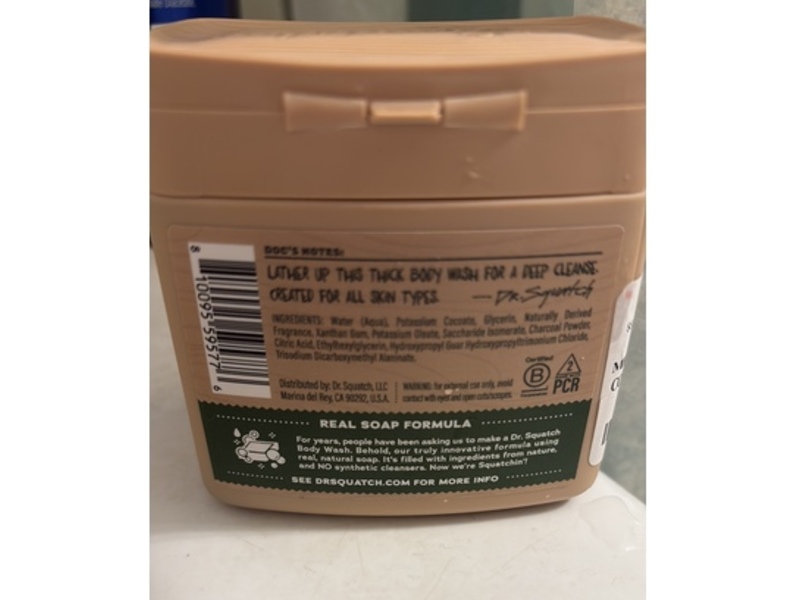 DOC'S NOTES:
LATHER UP THIS THICK BODY WASH FOR A DEEP CLEANSE.
CREATED FOR ALL SKIN TYPES. — Dr. Squatch
INGREDIENTS: Water (Aqua), Potassium Cocoate, Glycerin, Naturally Derived
Fragrance, Xanthan Gum, Potassium Oleate, Saccharide Isomerate, Charcoal Powder,
Citric Acid, Ethylhexylglycerin, Hydroxypropyl Guar Hydroxypropyltrimonium Chloride,
Trisodium Dicarboxymethyl Alaninate.
8 10095 59577 6
Distributed by: Dr. Squatch, LLC
Marina del Rey, CA 90292, U.S.A.
WARNING: for external use only, avoid
contact with eyes and open cuts/scrapes.
Certified
B
2
PCR
REAL SOAP FORMULA
For years, people have been asking us to make a Dr. Squatch
Body Wash. Behold, our truly innovative formula using
real, natural soap. It's filled with ingredients from nature,
and NO synthetic cleansers. Now we're Squatchin'!
SEE DRSQUATCH.COM FOR MORE INFO